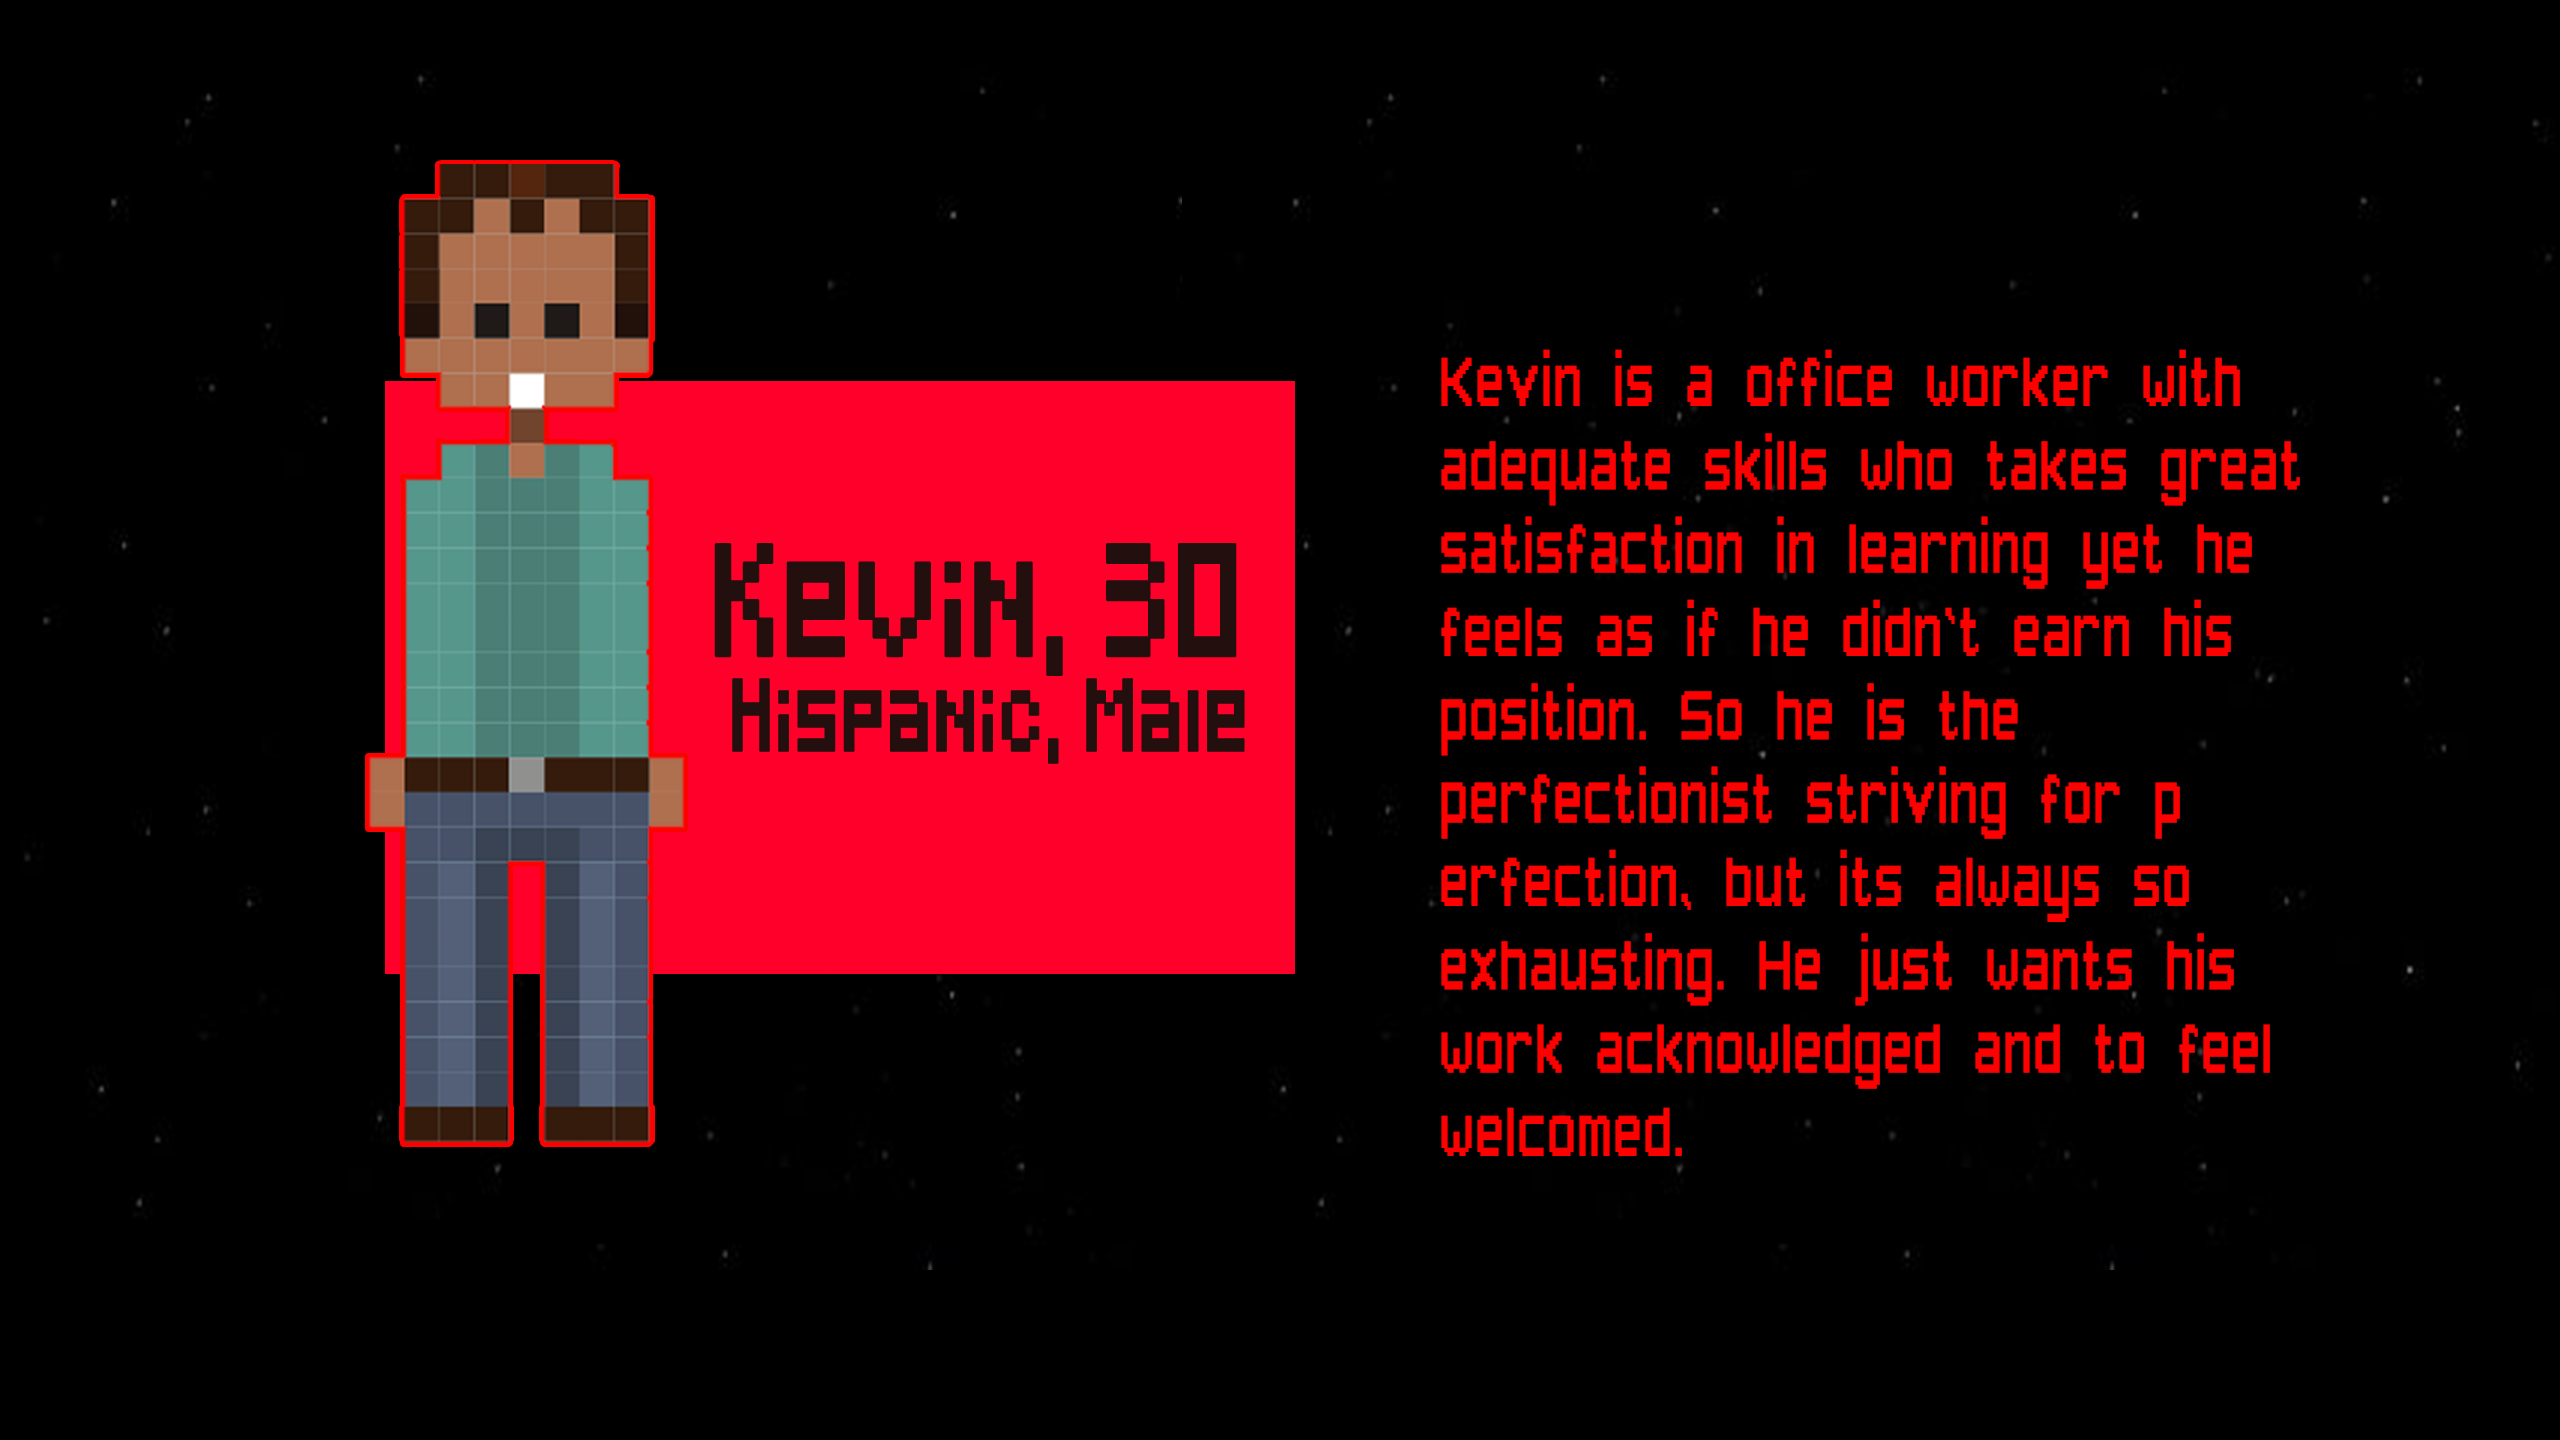 Kevin, 30
Hispanic, Male
Kevin is a office worker with
adequate skills who takes great
satisfaction in learning yet he
feels as if he didn't earn his
position. So he is the
perfectionist striving for p
erfection, but its always so
exhausting. He just wants his
work acknowledged and to feel
welcomed.